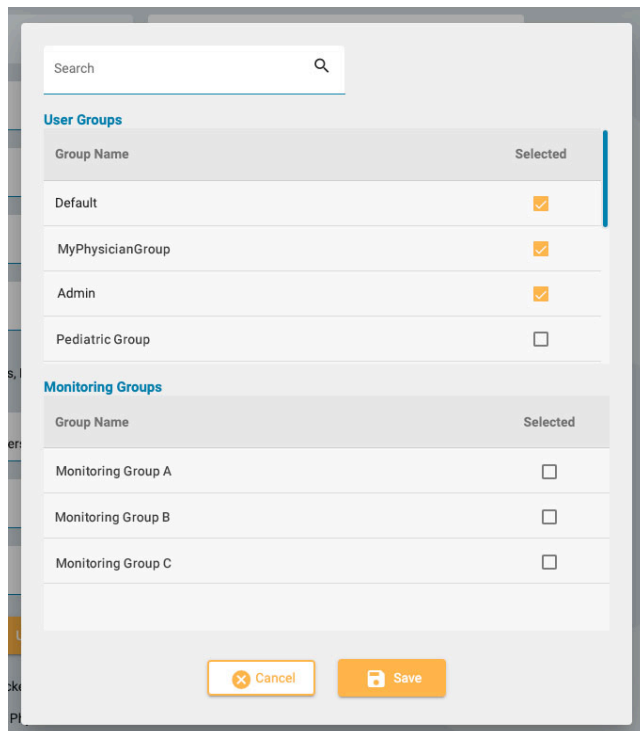 Search
User Groups
Group Name Selected
Default
MyPhysicianGroup
Admin
Pediatric Group
Monitoring Groups
Group Name Selected
Monitoring Group A
Monitoring Group B
Monitoring Group C
Cancel Save